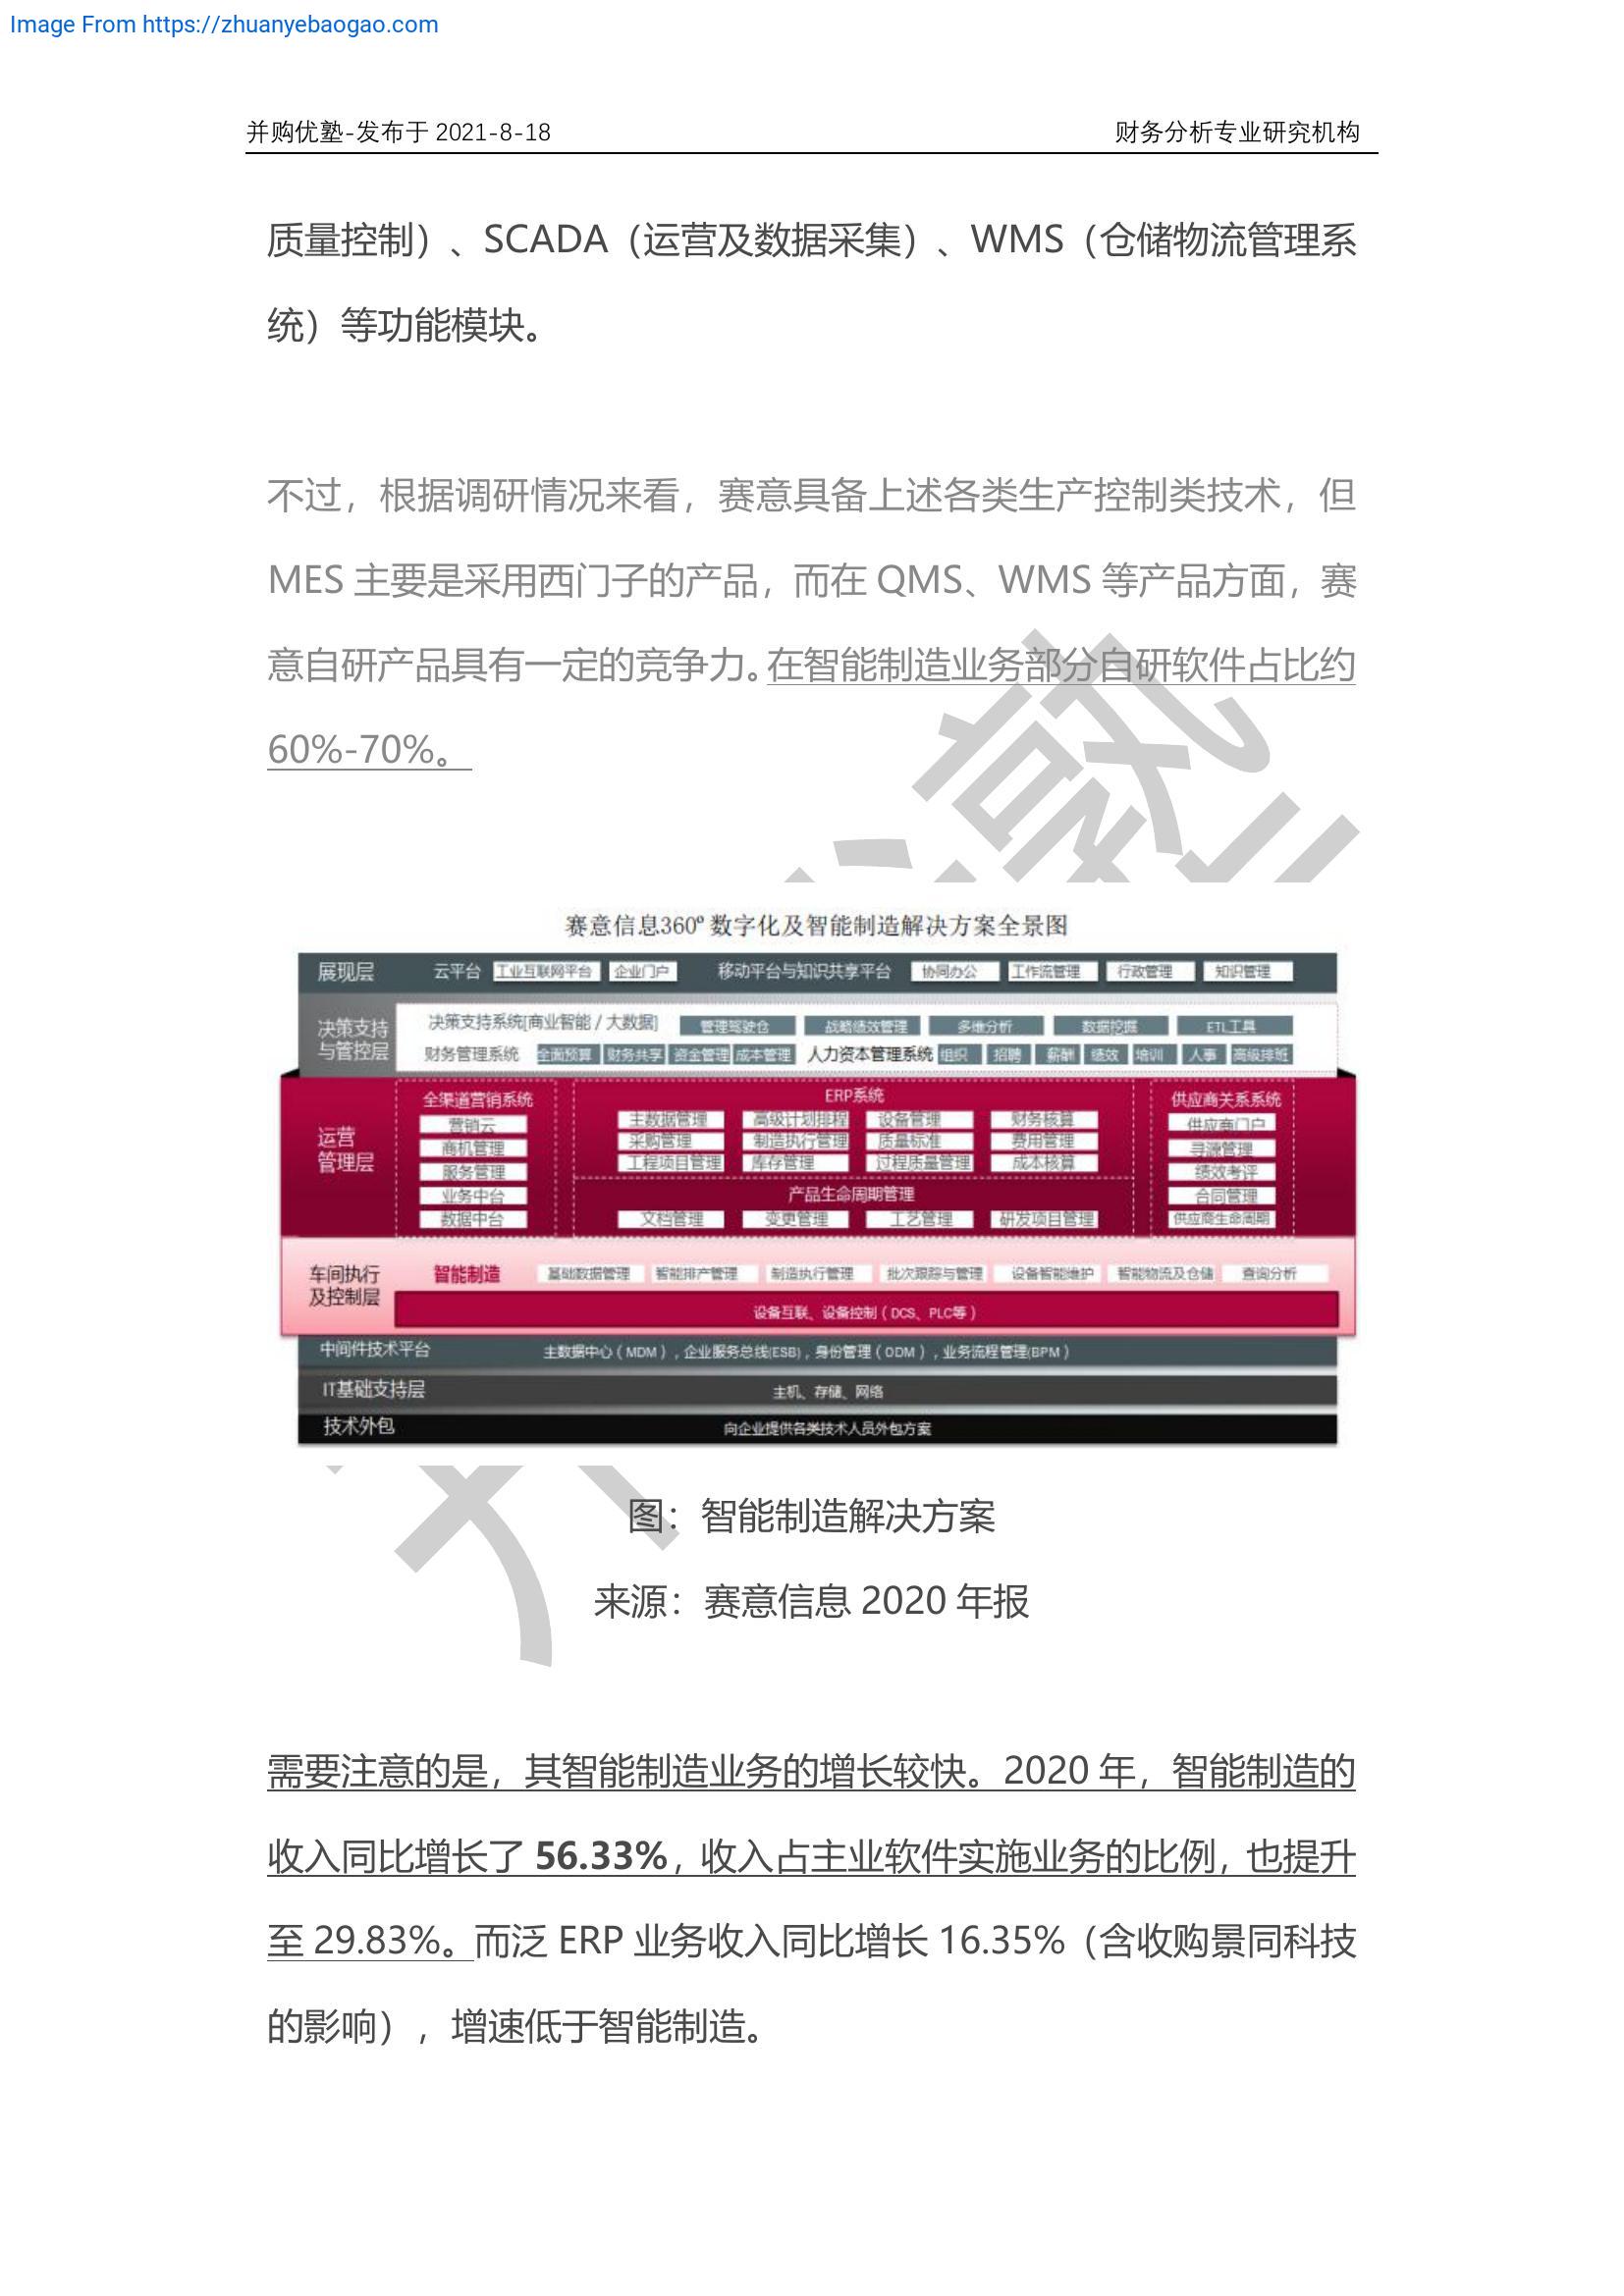 Image From https://zhuanyebaogao.com
并购优塾-发布于 2021-8-18 财务分析专业研究机构
质量控制）、SCADA（运营及数据采集）、WMS（仓储物流管理系
统）等功能模块。
不过，根据调研情况来看，赛意具备上述各类生产控制类技术，但
MES 主要是采用西门子的产品，而在 QMS、WMS 等产品方面，赛
意自研产品具有一定的竞争力。在智能制造业务部分自研软件占比约
60%-70%。
赛意信息360°数字化及智能制造解决方案全景图
展现层 云平台 工业互联网平台 企业门户 移动平台与知识共享平台 协同办公 工作流管理 行政管理 知识管理
决策支持
与管控层
决策支持系统[商业智能 / 大数据] 管理驾驶仓 战略绩效管理 多维分析 数据挖掘 ETL工具
财务管理系统 全面预算 财务共享 资金管理 成本管理 人力资本管理系统 组织 招聘 薪酬 绩效 培训 人事 高级排班
运营
管理层
全渠道营销系统
营销云
商机管理
服务管理
业务中台
数据中台
ERP系统
主数据管理 高级计划排程 设备管理 财务核算
采购管理 制造执行管理 质量标准 费用管理
工程项目管理 库存管理 过程质量管理 成本核算
产品生命周期管理
文档管理 变更管理 工艺管理 研发项目管理
供应商关系系统
供应商门户
寻源管理
绩效考评
合同管理
供应商生命周期
车间执行
及控制层
智能制造 基础数据管理 智能排产管理 制造执行管理 批次跟踪与管理 设备智能维护 智能物流及仓储 查询分析
设备互联、设备控制（DCS、PLC等）
中间件技术平台 主数据中心（MDM）, 企业服务总线(ESB) , 身份管理（ODM）, 业务流程管理(BPM)
IT基础支持层 主机、存储、网络
技术外包 向企业提供各类技术人员外包方案
图：智能制造解决方案
来源：赛意信息 2020 年报
需要注意的是，其智能制造业务的增长较快。2020 年，智能制造的
收入同比增长了 56.33%，收入占主业软件实施业务的比例，也提升
至 29.83%。而泛 ERP 业务收入同比增长 16.35%（含收购景同科技
的影响），增速低于智能制造。